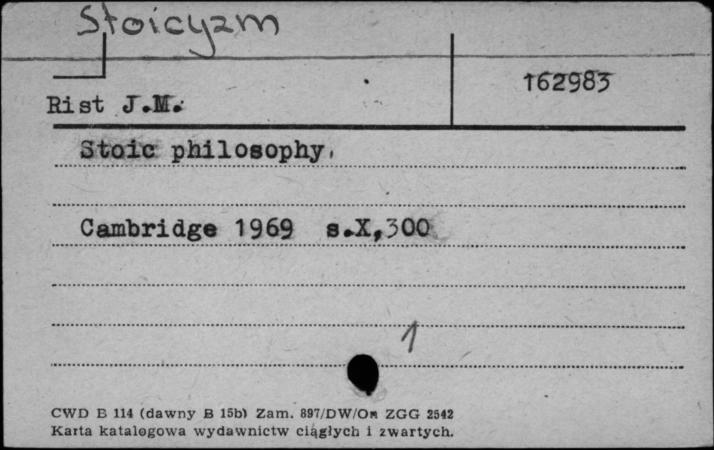 Stoicyzm
162983
Rist J.M.
Stoic philosophy.
Cambridge 1969 s.X,300
1
CWD B 114 (dawny B 15b) Zam. 897/DW/Om ZGG 2542
Karta katalogowa wydawnictw ciągłych i zwartych.